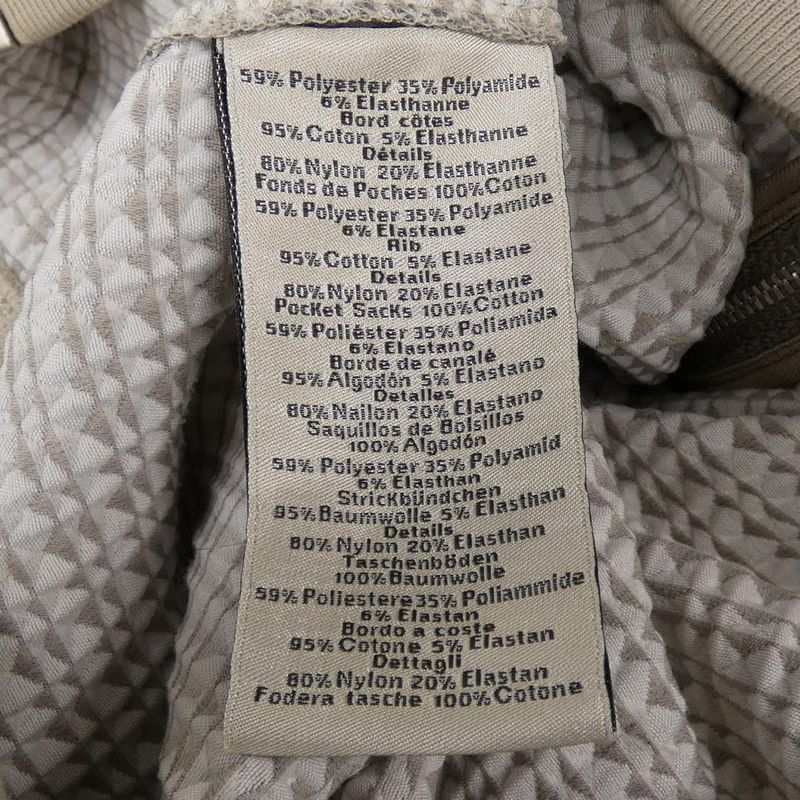 59% Polyester 35% Polyamide
6% Elasthanne
Bord côtes
95% Coton 5% Elasthanne
Détails
80% Nylon 20% Elasthanne
Fonds de Poches 100% Coton
59% Polyester 35% Polyamide
6% Elastane
Rib
95% Cotton 5% Elastane
Details
80% Nylon 20% Elastane
Pocket Sacks 100% Cotton
59% Poliéster 35% Poliamida
6% Elastano
Borde de canalé
95% Algodón 5% Elastano
Detalles
80% Nailon 20% Elastano
Saquillos de Bolsillos
100% Algodón
59% Polyester 35% Polyamid
6% Elasthan
Strickbündchen
95% Baumwolle 5% Elasthan
Details
80% Nylon 20% Elasthan
Taschenböden
100% Baumwolle
59% Poliestere 35% Poliammide
6% Elastan
Bordo a coste
95% Cotone 5% Elastan
Dettagli
80% Nylon 20% Elastan
Fodera tasche 100% Cotone